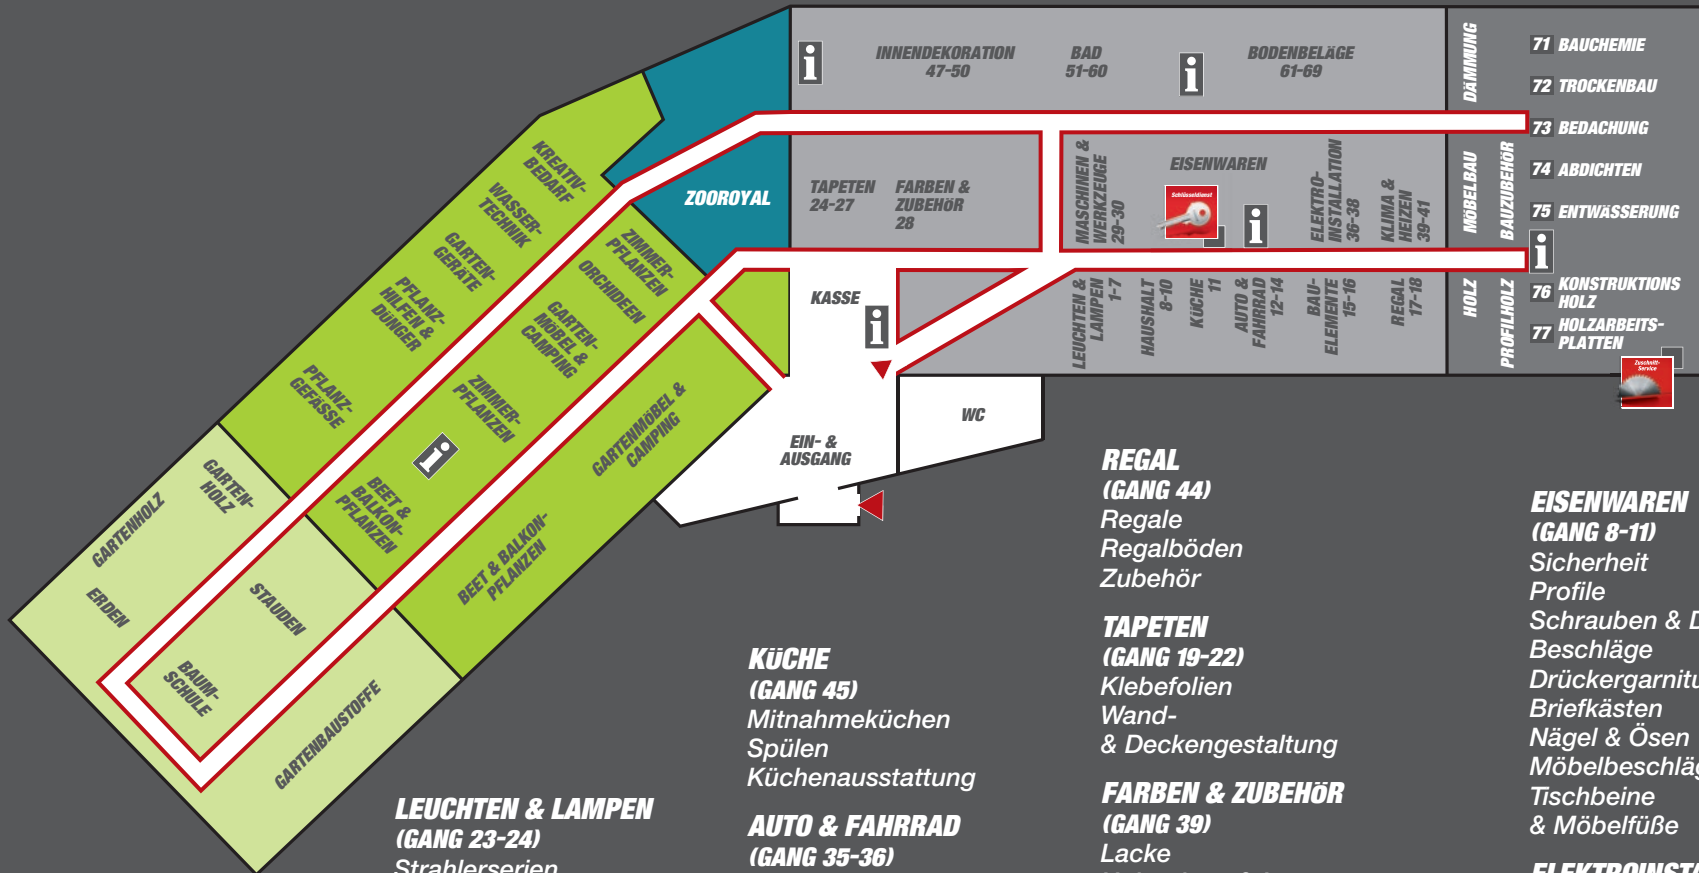 INNENDEKORATION
47-50
BAD
51-60
BODENBELÄGE
61-69
DÄMMUNG
71 BAUCHEMIE
72 TROCKENBAU
73 BEDACHUNG
74 ABDICHTEN
75 ENTWÄSSERUNG
76 KONSTRUKTIONS
HOLZ
77 HOLZARBEITS-
PLATTEN
Zuschnitt-
Service
MÖBELBAU
BAUZUBEHÖR
HOLZ
PROFILHOLZ
KREATIV-
BEDARF
WASSER-
TECHNIK
GARTEN-
GERÄTE
PFLANZ-
HILFEN &
DÜNGER
PFLANZ-
GEFÄSSE
ZOOROYAL
TAPETEN
24-27
FARBEN &
ZUBEHÖR
28
MASCHINEN &
WERKZEUGE
29-30
EISENWAREN
Schlüsseldienst
ELEKTRO-
INSTALLATION
36-38
KLIMA &
HEIZEN
39-41
ZIMMER-
PFLANZEN
ORCHIDEEN
GARTEN-
MÖBEL &
CAMPING
ZIMMER-
PFLANZEN
BEET &
BALKON-
PFLANZEN
KASSE
LEUCHTEN &
LAMPEN
1-7
HAUSHALT
8-10
KÜCHE
11
AUTO &
FAHRRAD
12-14
BAU-
ELEMENTE
15-16
REGAL
17-18
GARTENMÖBEL &
CAMPING
BEET & BALKON-
PFLANZEN
EIN- &
AUSGANG
WC
GARTEN-
HOLZ
GARTENHOLZ
ERDEN
STAUDEN
BAUM-
SCHULE
GARTENBAUSTOFFE
LEUCHTEN & LAMPEN
(GANG 23-24)
Strahlerserien
KÜCHE
(GANG 45)
Mitnahmeküchen
Spülen
Küchenausstattung
AUTO & FAHRRAD
(GANG 35-36)
REGAL
(GANG 44)
Regale
Regalböden
Zubehör
TAPETEN
(GANG 19-22)
Klebefolien
Wand-
& Deckengestaltung
FARBEN & ZUBEHÖR
(GANG 39)
Lacke
EISENWAREN
(GANG 8-11)
Sicherheit
Profile
Schrauben & D
Beschläge
Drückergarnitu
Briefkästen
Nägel & Ösen
Möbelbeschläg
Tischbeine
& Möbelfüße
ELEKTROINSTA